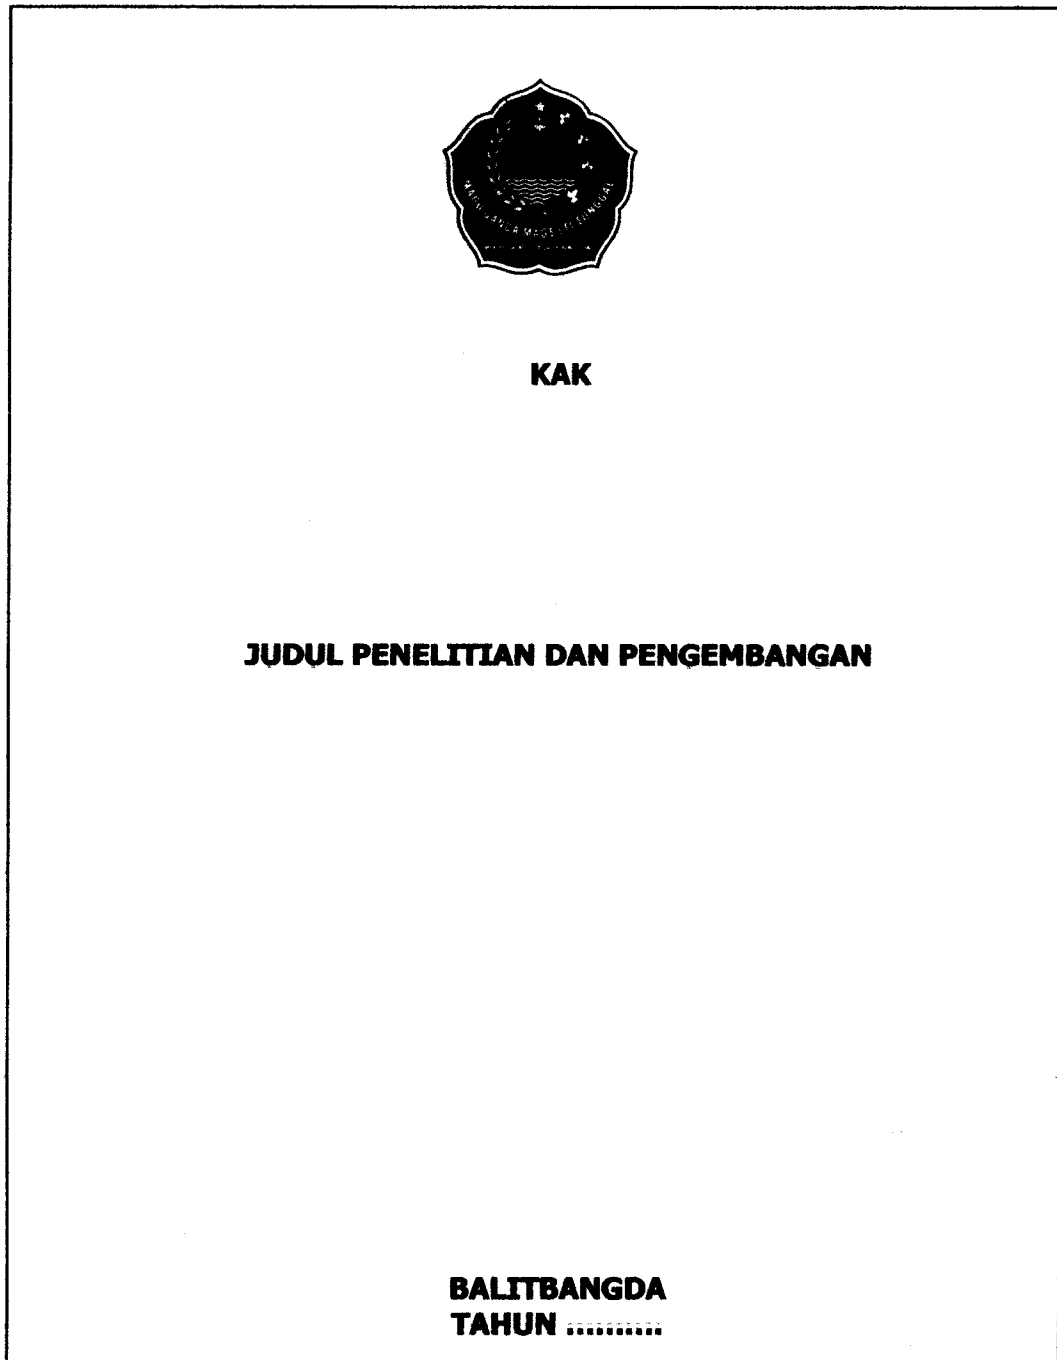 KAK
JUDUL PENELITIAN DAN PENGEMBANGAN
BALITBANGDA
TAHUN ..........